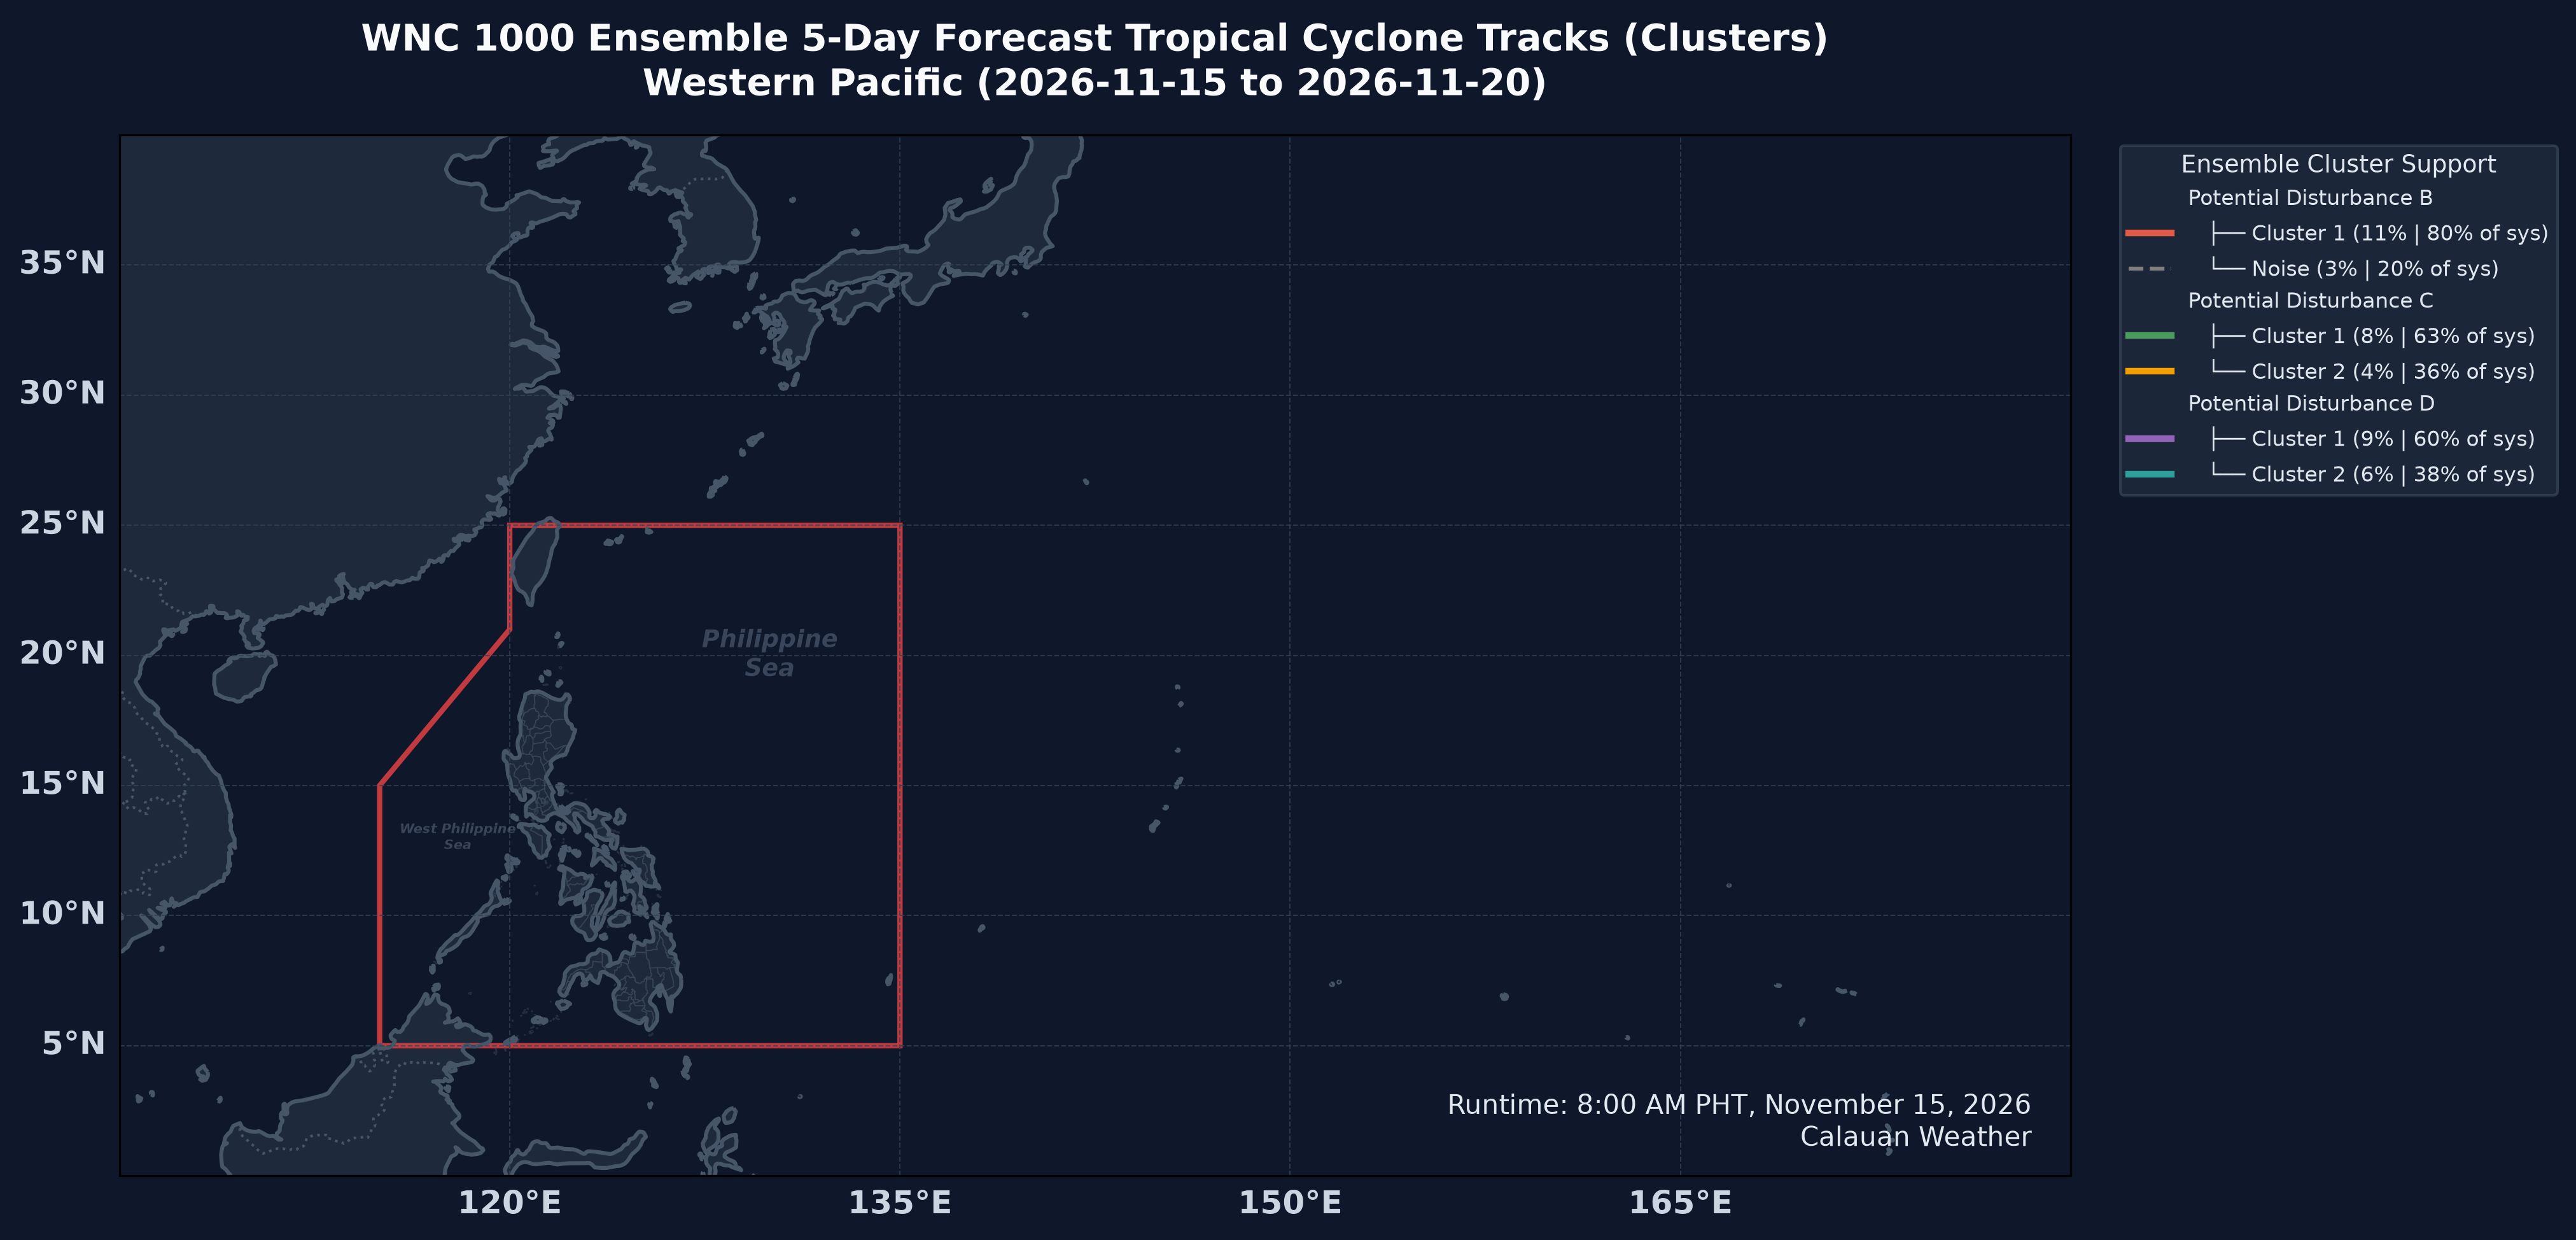 WNC 1000 Ensemble 5-Day Forecast Tropical Cyclone Tracks (Clusters)
Western Pacific (2026-11-15 to 2026-11-20)
Ensemble Cluster Support
Potential Disturbance B
Cluster 1 (11% | 80% of sys)
Noise (3% | 20% of sys)
Potential Disturbance C
Cluster 1 (8% | 63% of sys)
Cluster 2 (4% | 36% of sys)
Potential Disturbance D
Cluster 1 (9% | 60% of sys)
Cluster 2 (6% | 38% of sys)
35°N
30°N
25°N
20°N
15°N
10°N
5°N
Philippine
Sea
West Philippine
Sea
Runtime: 8:00 AM PHT, November 15, 2026
Calauan Weather
120°E
135°E
150°E
165°E